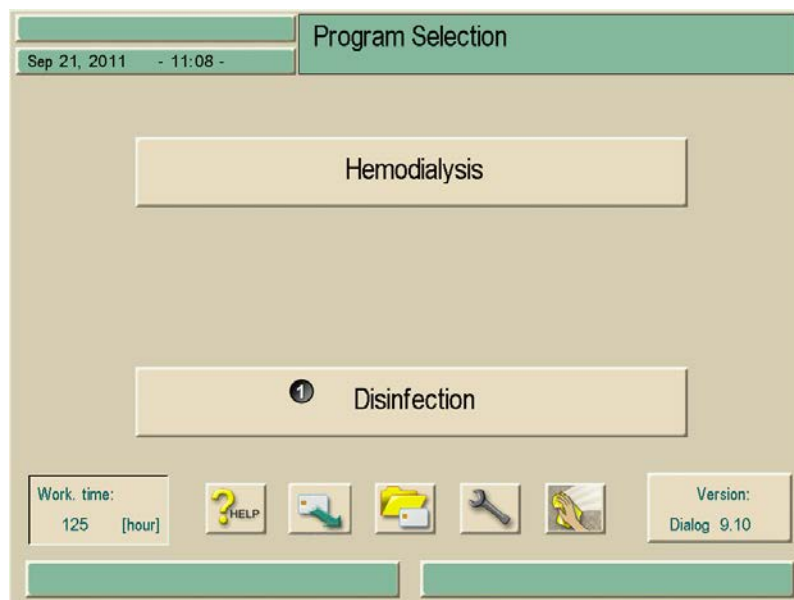 Program Selection
Sep 21, 2011 - 11:08 -
Hemodialysis
1 Disinfection
Work. time:
125 [hour]
?HELP
Version:
Dialog 9.10